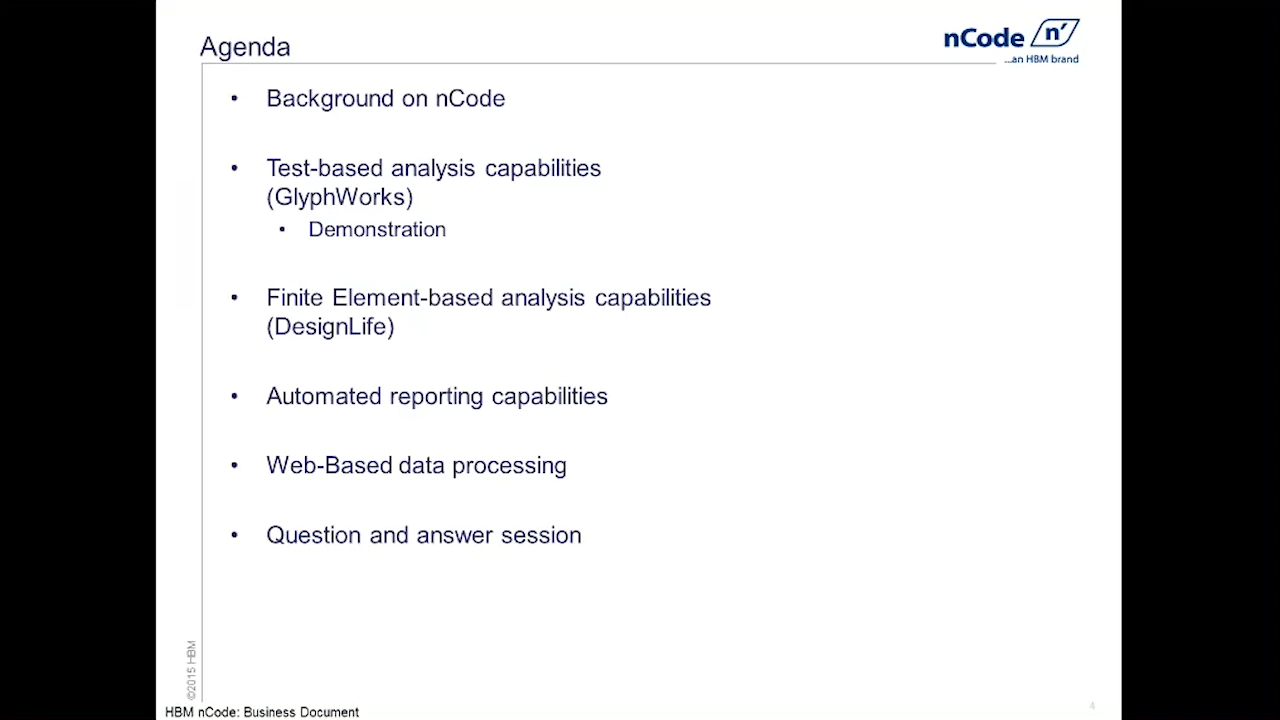 Agenda
nCode n'
...an HBM brand
• Background on nCode
• Test-based analysis capabilities
(GlyphWorks)
• Demonstration
• Finite Element-based analysis capabilities
(DesignLife)
• Automated reporting capabilities
• Web-Based data processing
• Question and answer session
©2015 HBM
HBM nCode: Business Document
4